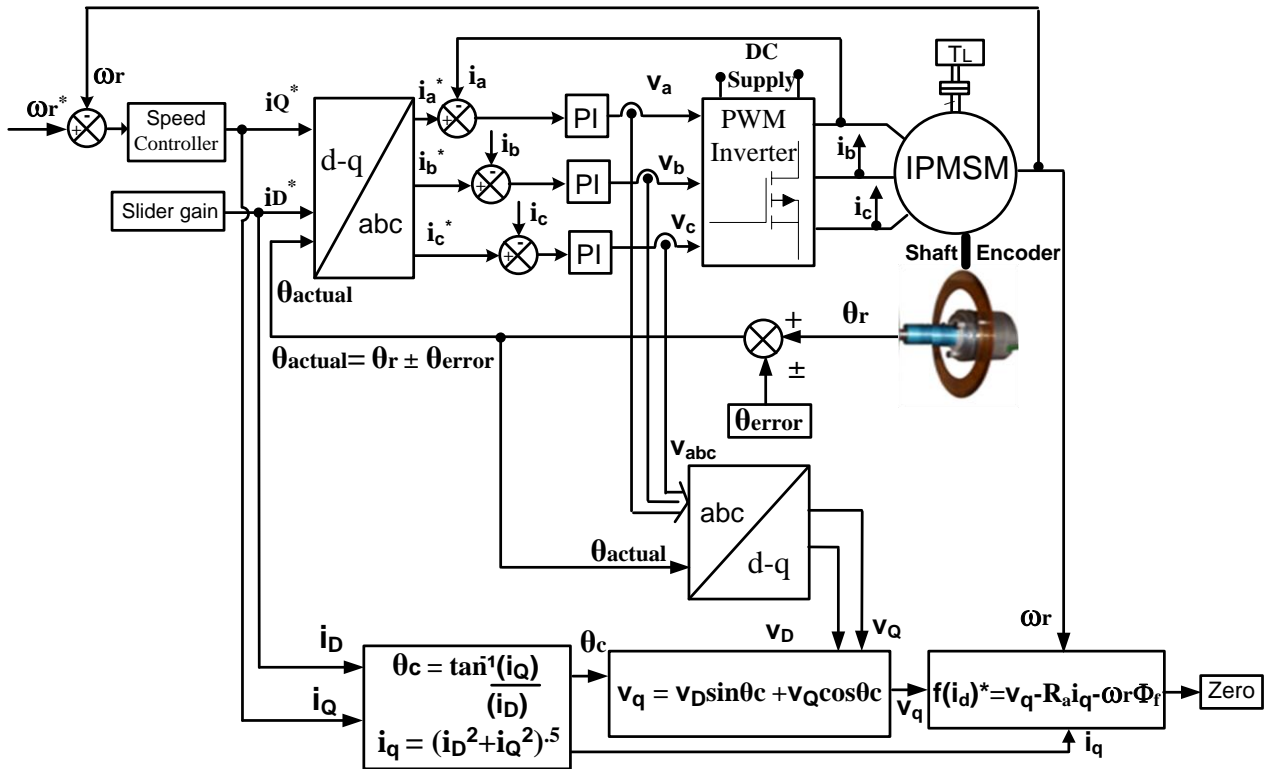 ωr
ωr*
+
-
Speed
Controller
iQ*
Slider gain
iD*
d-q
abc
ia*
ia
+
-
PI
va
ib*
ib
+
-
PI
vb
ic*
ic
+
-
PI
vc
DC
Supply
PWM
Inverter
ib
ic
TL
IPMSM
Shaft
Encoder
θactual
θactual= θr ± θerror
+
θr
±
θerror
vabc
abc
d-q
θactual
vD
vQ
ωr
iD
iQ
θc = tan⁻¹(iQ)
(iD)
iq = (iD²+iQ²)·⁵
θc
vq = vDsinθc +vQcosθc
vq
f(id)*=vq-Raiq-ωrΦf
iq
Zero